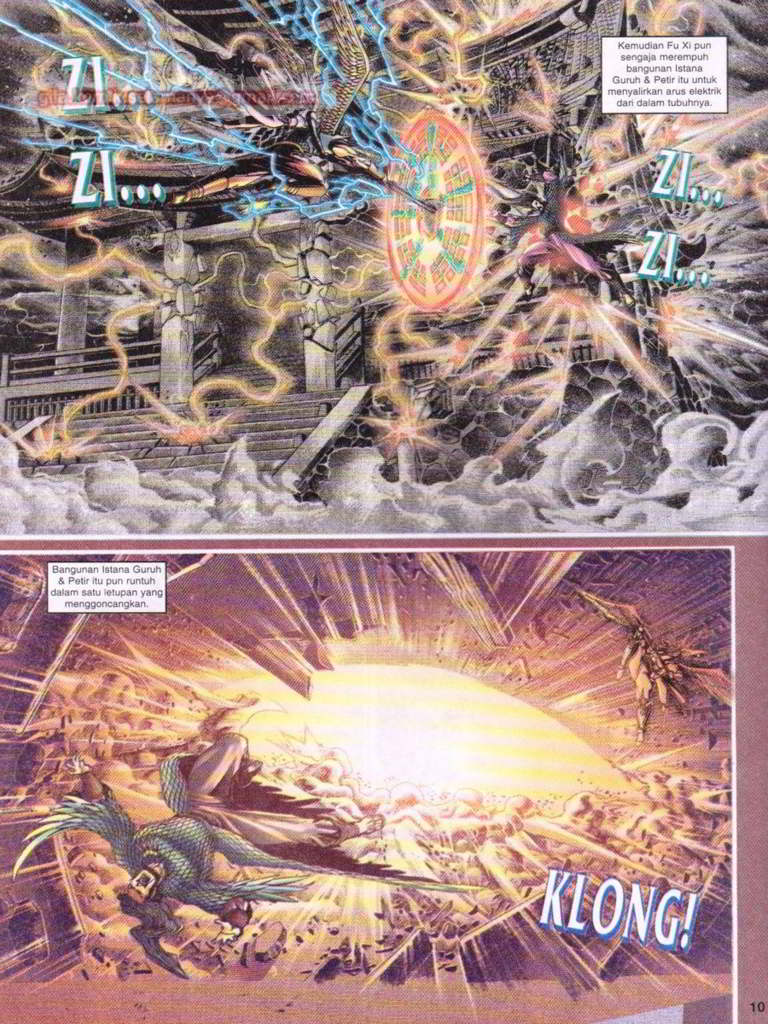 Kemudian Fu Xi pun
sengaja merempuh
bangunan Istana
Guruh & Petir itu untuk
menyalirkan arus elektrik
dari dalam tubuhnya.
ZI...
ZI...
ZI...
ZI...
Bangunan Istana Guruh
& Petir itu pun runtuh
dalam satu letupan yang
menggoncangkan.
KLONG!
10